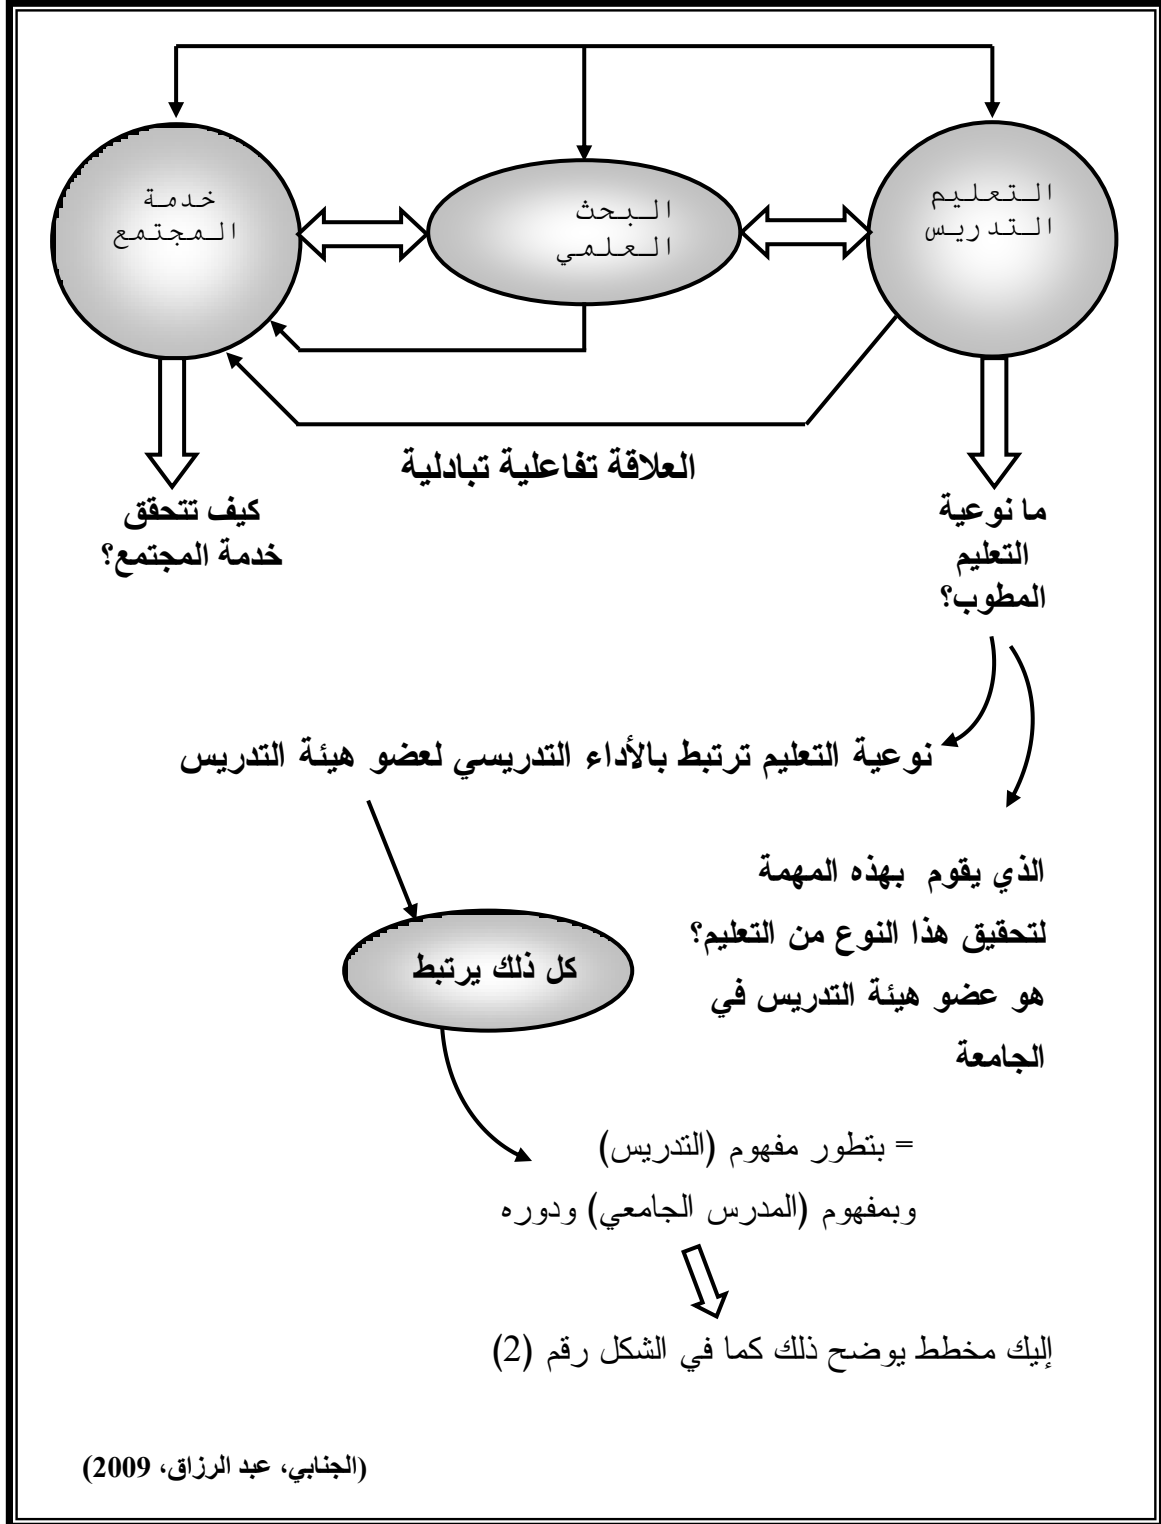 التعليم
التدريس
البحث
العلمي
خدمة
المجتمع
العلاقة تفاعلية تبادلية
ما نوعية
التعليم
المطوب؟
كيف تتحقق
خدمة المجتمع؟
نوعية التعليم ترتبط بالأداء التدريسي لعضو هيئة التدريس
الذي يقوم بهذه المهمة
لتحقيق هذا النوع من التعليم؟
هو عضو هيئة التدريس في
الجامعة
كل ذلك يرتبط
= بتطور مفهوم (التدريس)
وبمفهوم (المدرس الجامعي) ودوره
إليك مخطط يوضح ذلك كما في الشكل رقم (2)
(الجنابي، عبد الرزاق، 2009)